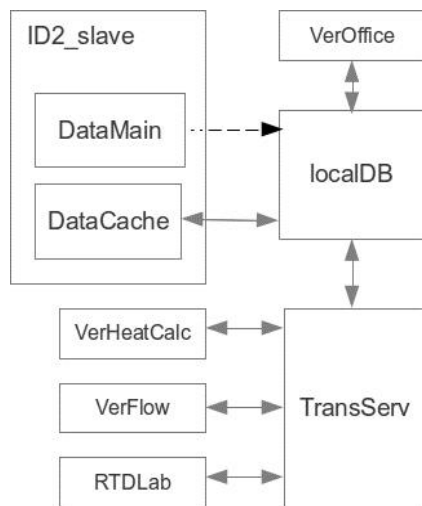 ID2_slave
VerOffice
DataMain
localDB
DataCache
VerHeatCalc
VerFlow
TransServ
RTDLab